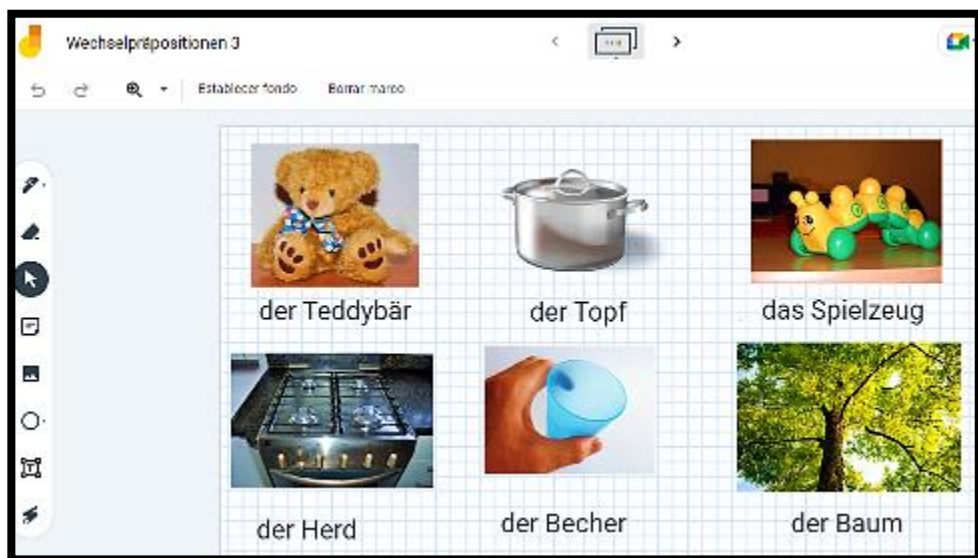 Wechselpräpositionen 3
Establecer fondo Borrar marco
der Teddybär
der Topf
das Spielzeug
der Herd
der Becher
der Baum